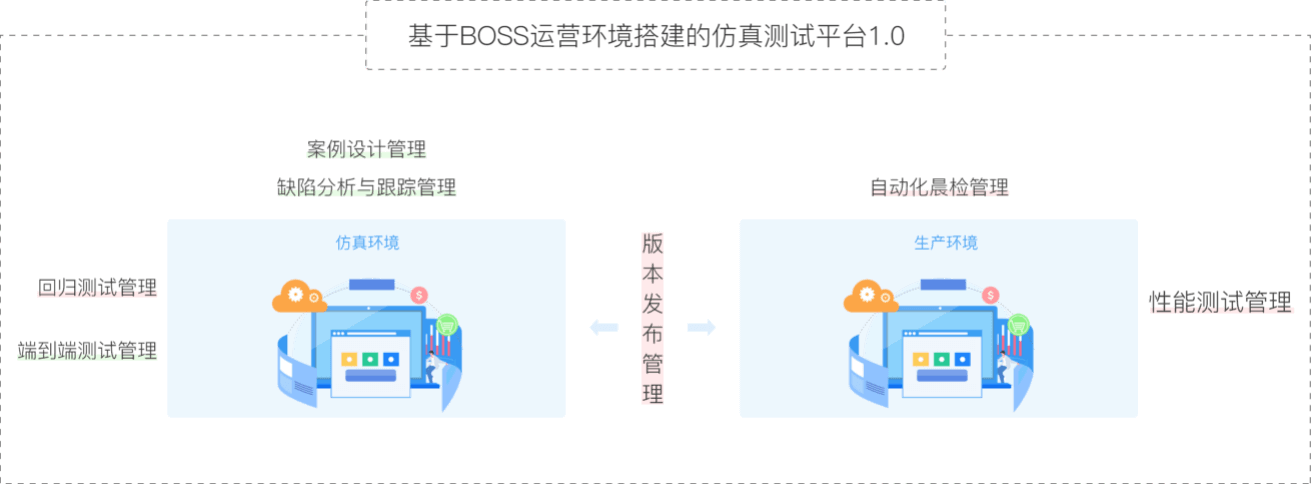 基于BOSS运营环境搭建的仿真测试平台1.0
案例设计管理
缺陷分析与跟踪管理
自动化晨检管理
仿真环境
生产环境
版本发布管理
回归测试管理
端到端测试管理
性能测试管理
$
$